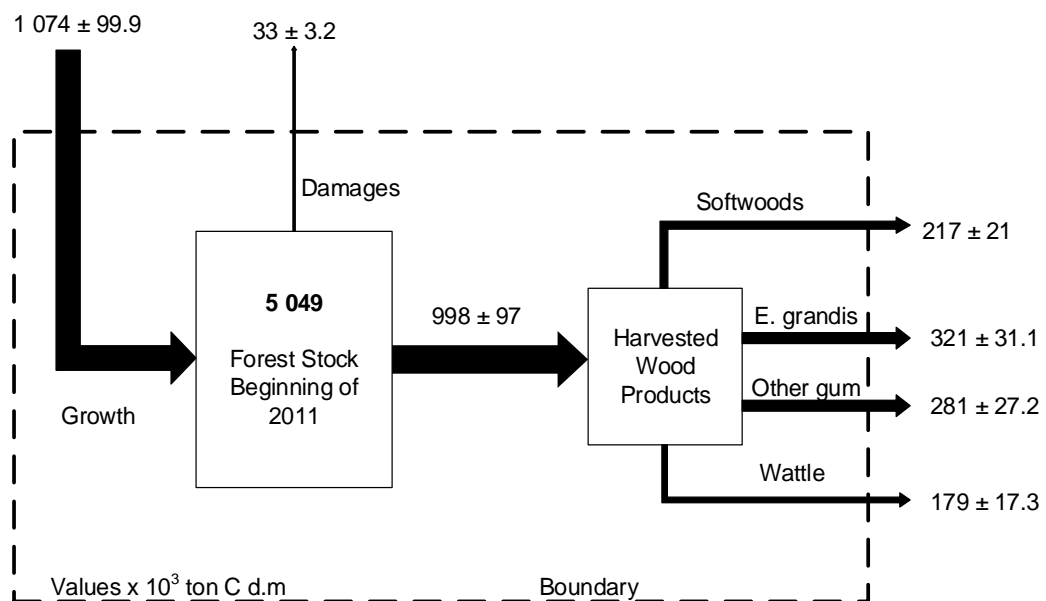 1 074 ± 99.9
33 ± 3.2
Damages
Softwoods
217 ± 21
5 049
Forest Stock
Beginning of
2011
998 ± 97
Harvested
Wood
Products
E. grandis
321 ± 31.1
Other gum
281 ± 27.2
Growth
Wattle
179 ± 17.3
Values x 10³ ton C d.m
Boundary